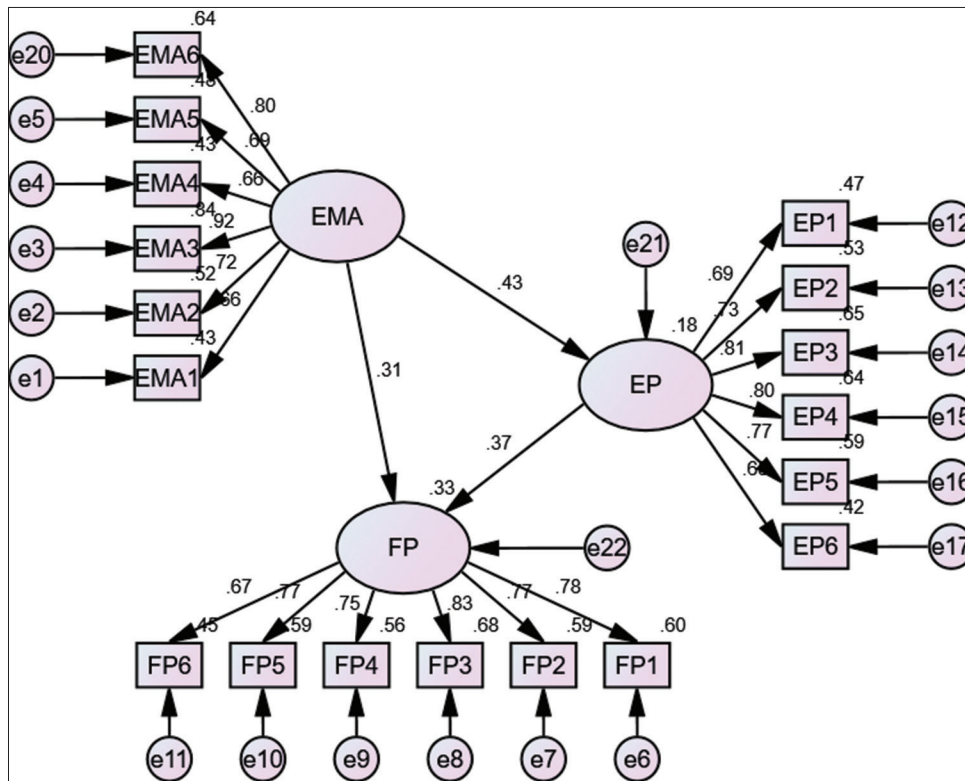 .64
e20
EMA6
.80
.48
e5
EMA5
.69
.43
e4
EMA4
.66
.84
.92
e3
EMA3
.72
.52
e2
EMA2
.66
.43
e1
EMA1
EMA
.43
.31
e21
.18
EP
.37
.47
EP1
e12
.69
.53
EP2
e13
.73
.65
EP3
e14
.81
.64
EP4
e15
.80
.59
EP5
e16
.77
.42
EP6
e17
.33
FP
e22
.67
.77
.75
.83
.77
.78
.45
.59
.56
.68
.59
.60
FP6
FP5
FP4
FP3
FP2
FP1
e11
e10
e9
e8
e7
e6